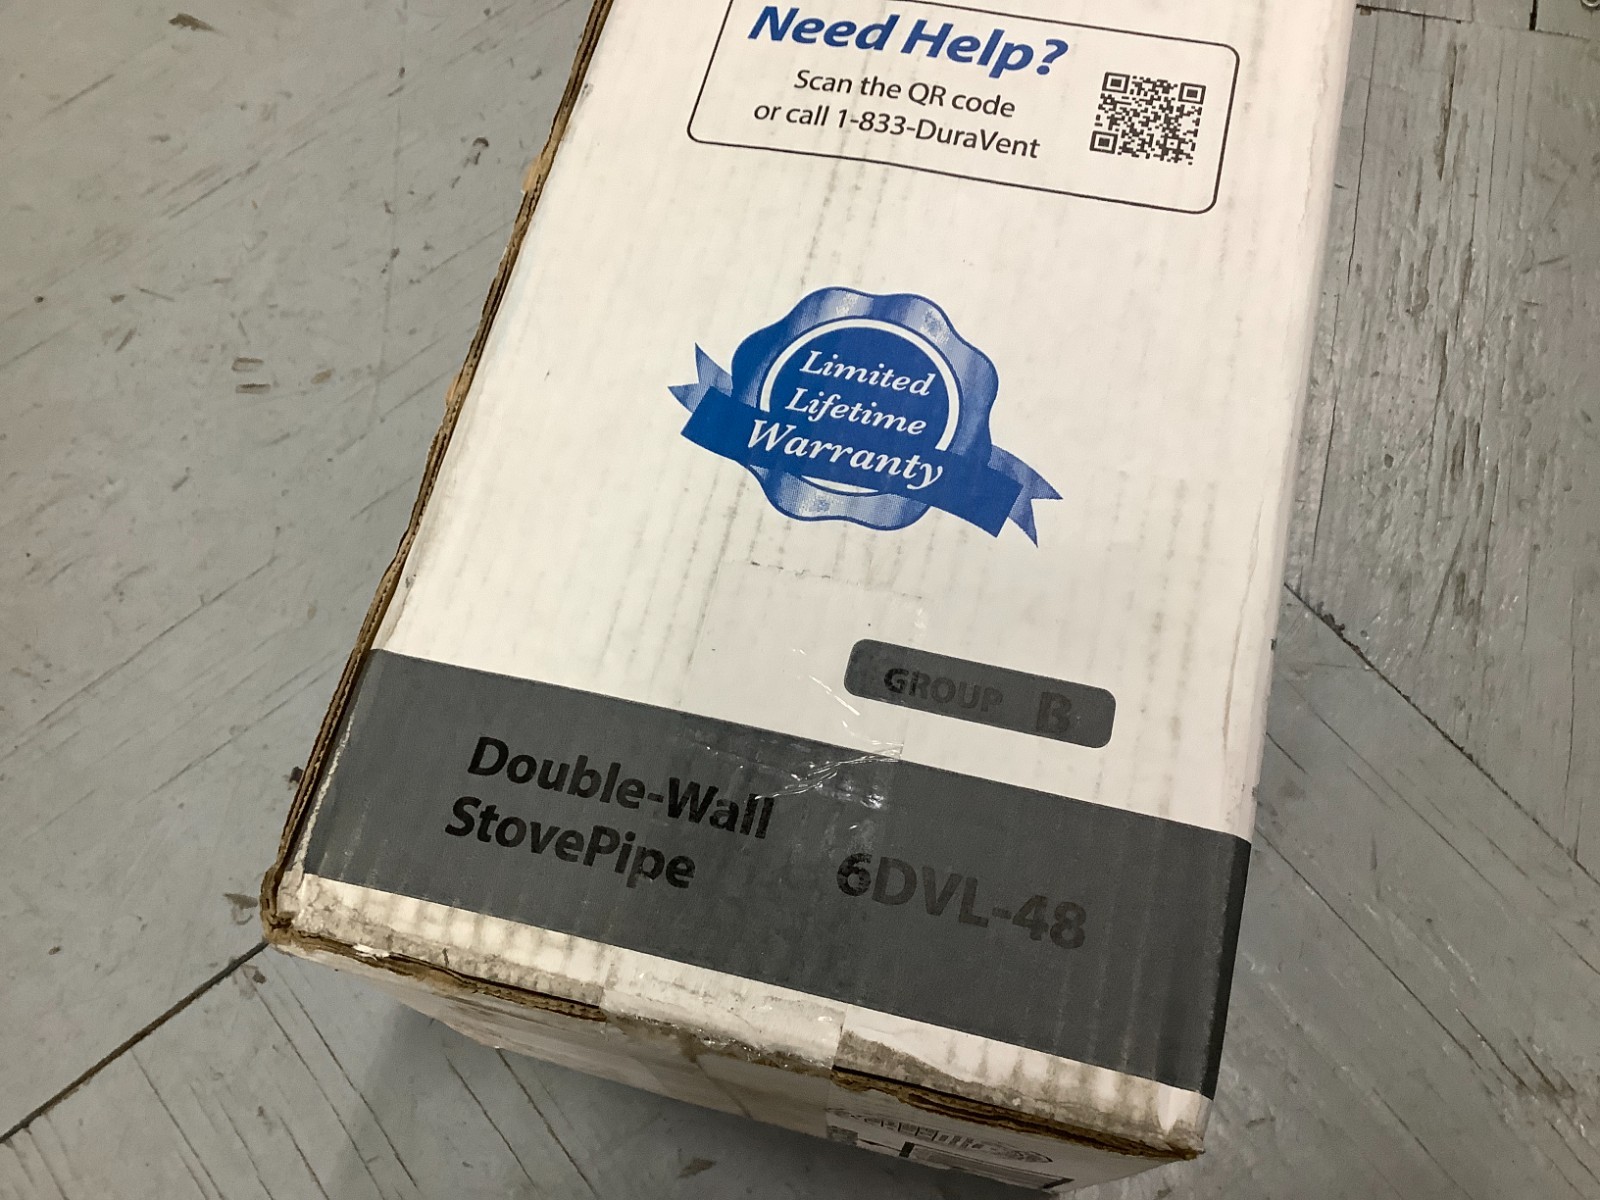 Need Help?
Scan the QR code
or call 1-833-DuraVent
Limited
Lifetime
Warranty
GROUP B
Double-Wall
StovePipe
6DVL-48